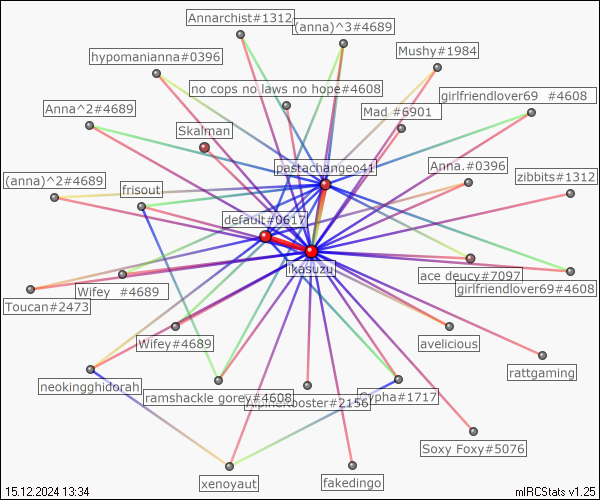 Annarchist#1312
(anna)^3#4689
Mushy#1984
hypomanianna#0396
no cops no laws no hope#4608
girlfriendlover69 #4608
Anna^2#4689
Mad #6901
Skalman
pastachangeo41
Anna.#0396
zibbits#1312
(anna)^2#4689
frisout
default#0617
ikasuzu
ace deucy#7097
girlfriendlover69#4608
Wifey #4689
Toucan#2473
Wifey#4689
avelicious
rattgaming
neokingghidorah
ramshackle gorey#4608
Cypha#1717
Soxy Foxy#5076
xenoyaut
fakedingo
15.12.2024 13:34
mIRCStats v1.25